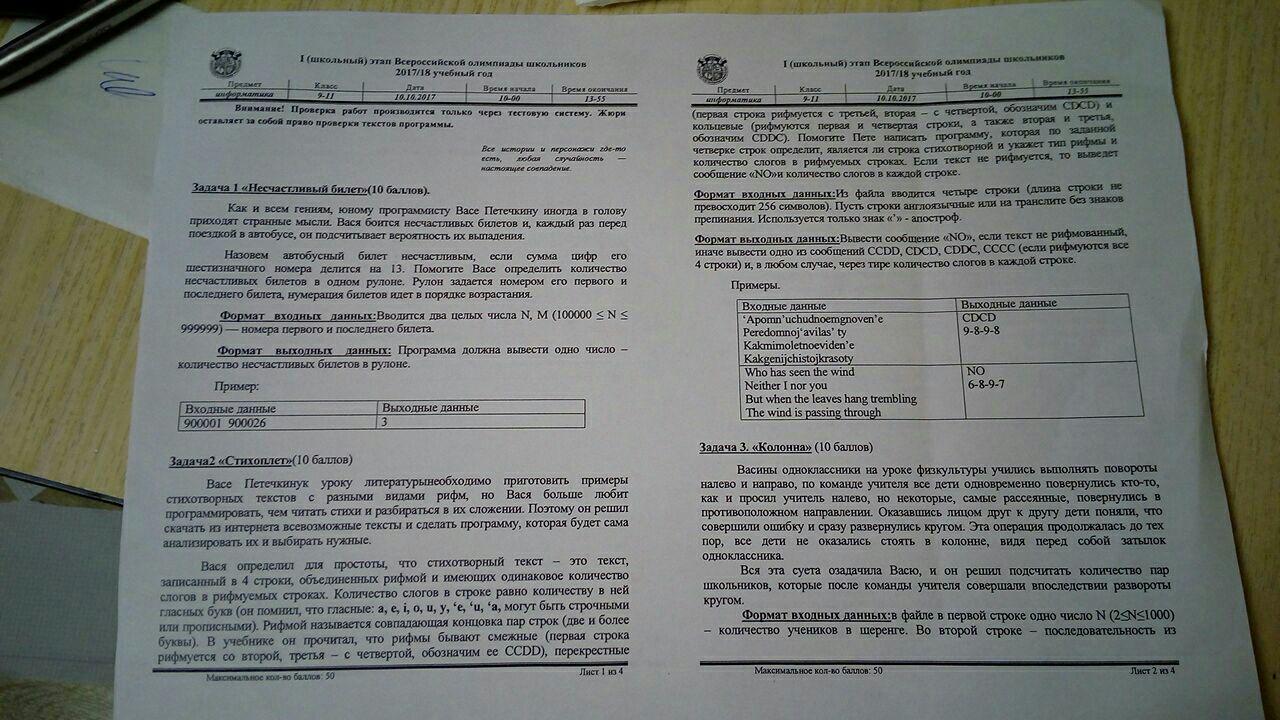 I (школьный) этап Всероссийской олимпиады школьников
2017/18 учебный год
Предмет Класс Дата Время начала Время окончания
информатика 9-11 10.10.2017 10-00 13-55
Внимание! Проверка работ производится только через тестовую систему. Жюри
оставляет за собой право проверки текстов программы.
Все истории и персонажи где-то
есть, любая случайность —
настоящее совпадение.
Задача 1 «Несчастливый билет»(10 баллов).
Как и всем гениям, юному программисту Васе Петечкину иногда в голову
приходят странные мысли. Вася боится несчастливых билетов и, каждый раз перед
поездкой в автобусе, он подсчитывает вероятность их выпадения.
Назовем автобусный билет несчастливым, если сумма цифр его
шестизначного номера делится на 13. Помогите Васе определить количество
несчастливых билетов в одном рулоне. Рулон задается номером его первого и
последнего билета, нумерация билетов идет в порядке возрастания.
Формат входных данных:Вводится два целых числа N, M (100000 ≤ N ≤
999999) — номера первого и последнего билета.
Формат выходных данных: Программа должна вывести одно число –
количество несчастливых билетов в рулоне.
Пример:
Входные данные Выходные данные
900001 900026 3
Задача2 «Стихоплет»(10 баллов)
Васе Петечкинук уроку литературынеобходимо приготовить примеры
стихотворных текстов с разными видами рифм, но Вася больше любит
программировать, чем читать стихи и разбираться в их сложении. Поэтому он решил
скачать из интернета всевозможные тексты и сделать программу, которая будет сама
анализировать их и выбирать нужные.
Вася определил для простоты, что стихотворный текст – это текст,
записанный в 4 строки, объединенных рифмой и имеющих одинаковое количество
слогов в рифмуемых строках. Количество слогов в строке равно количеству в ней
гласных букв (он помнил, что гласные: a, e, i, o, u, y, ‘e, ‘u, ‘a, могут быть строчными
или прописными). Рифмой называется совпадающая концовка пар строк (две и более
буквы). В учебнике он прочитал, что рифмы бывают смежные (первая строка
рифмуется со второй, третья – с четвертой, обозначим ее CCDD), перекрестные
Максимальное кол-во баллов: 50 Лист 1 из 4
I (школьный) этап Всероссийской олимпиады школьников
2017/18 учебный год
Предмет Класс Дата Время начала Время окончания
информатика 9-11 10.10.2017 10-00 13-55
(первая строка рифмуется с третьей, вторая – с четвертой, обозначим CDCD) и
кольцевые (рифмуются первая и четвертая строки, а также вторая и третья,
обозначим CDDC). Помогите Пете написать программу, которая по заданной
четверке строк определит, является ли строка стихотворной и укажет тип рифмы и
количество слогов в рифмуемых строках. Если текст не рифмуется, то выведет
сообщение «NO»и количество слогов в каждой строке.
Формат входных данных:Из файла вводится четыре строки (длина строки не
превосходит 256 символов). Пусть строки англоязычные или на транслите без знаков
препинания. Используется только знак «’» - апостроф.
Формат выходных данных:Вывести сообщение «NO», если текст не рифмованный,
иначе вывести одно из сообщений CCDD, CDCD, CDDC, CCCC (если рифмуются все
4 строки) и, в любом случае, через тире количество слогов в каждой строке.
Примеры.
Входные данные Выходные данные
‘Apomn’uchudnoemgnoven’e CDCD
Peredomnoj‘avilas’ ty 9-8-9-8
Kakmimoletnoeviden’e
Kakgenijchistojkrasoty
Who has seen the wind NO
Neither I nor you 6-8-9-7
But when the leaves hang trembling
The wind is passing through
Задача 3. «Колонна» (10 баллов)
Васины одноклассники на уроке физкультуры учились выполнять повороты
налево и направо, по команде учителя все дети одновременно повернулись кто-то,
как и просил учитель налево, но некоторые, самые рассеянные, повернулись в
противоположном направлении. Оказавшись лицом друг к другу дети поняли, что
совершили ошибку и сразу развернулись кругом. Эта операция продолжалась до тех
пор, все дети не оказались стоять в колонне, видя перед собой затылок
одноклассника.
Вся эта суета озадачила Васю, и он решил подсчитать количество пар
школьников, которые после команды учителя совершали впоследствии развороты
кругом.
Формат входных данных:в файле в первой строке одно число N (2≤N≤1000)
– количество учеников в шеренге. Во второй строке – последовательность из
Максимальное кол-во баллов: 50 Лист 2 из 4